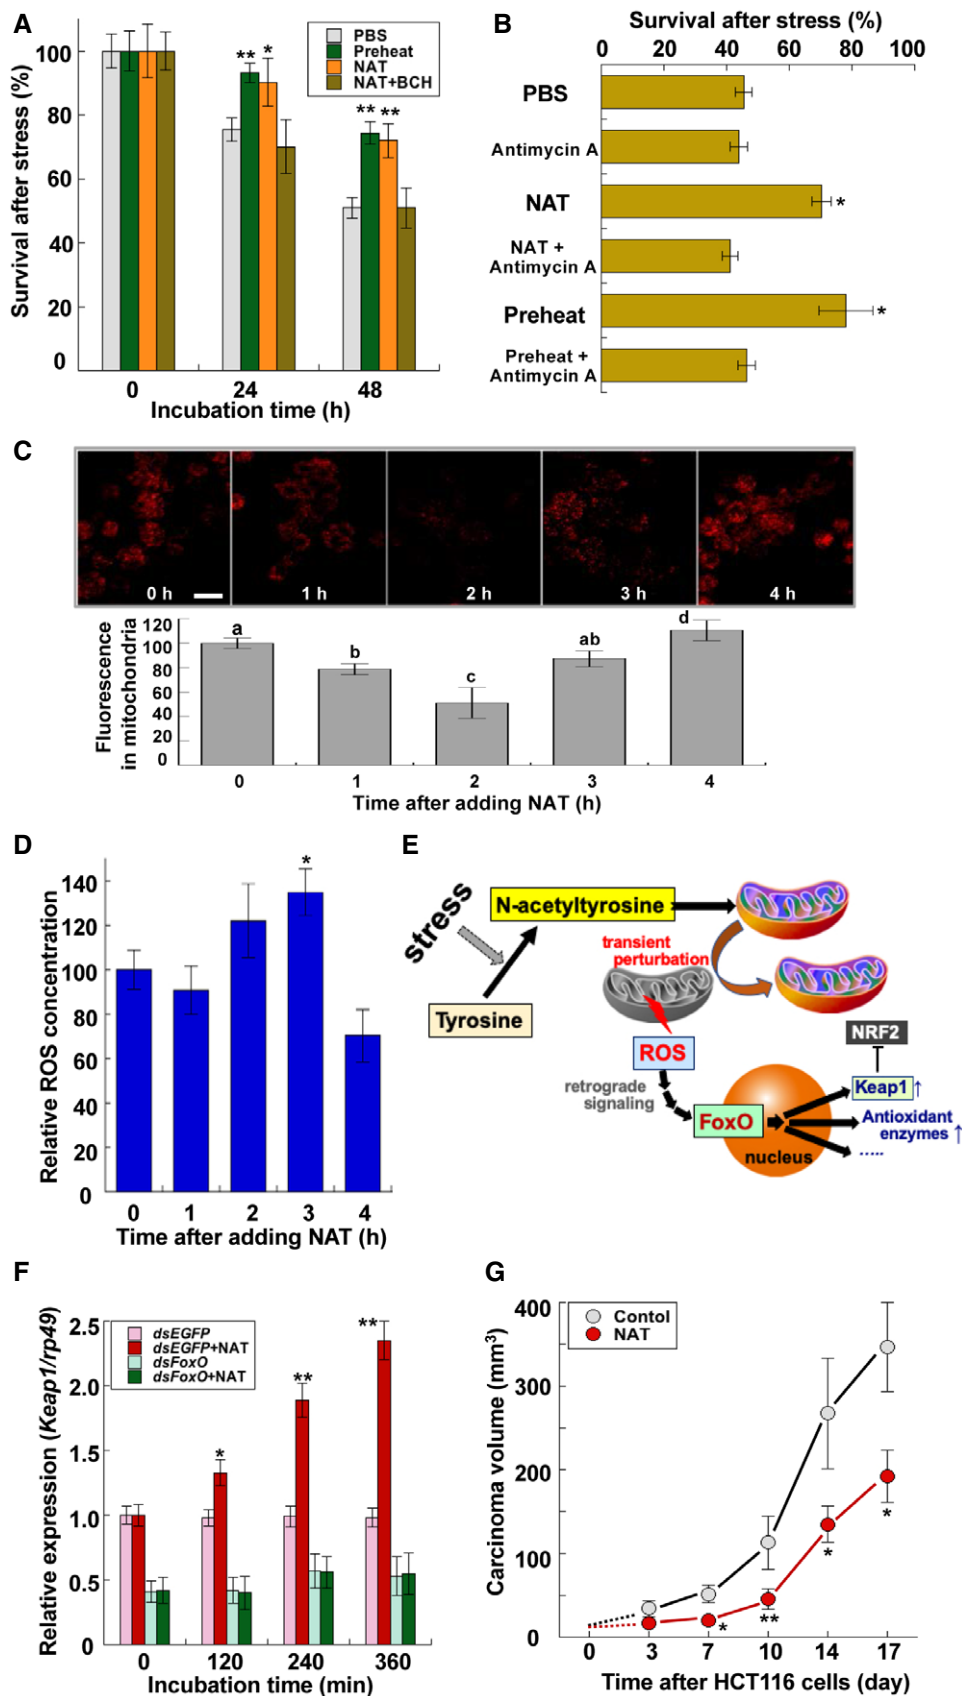 A
Survival after stress (%)
100
80
60
40
20
0
PBS
Preheat
NAT
NAT+BCH
** *
** **
0 24 48
Incubation time (h)
B
Survival after stress (%)
0 20 40 60 80 100
PBS
Antimycin A
NAT
*
NAT +
Antimycin A
Preheat
*
Preheat +
Antimycin A
C
0 h 1 h 2 h 3 h 4 h
Fluorescence
in mitochondria
120
100
80
60
40
20
0
a b c ab d
0 1 2 3 4
Time after adding NAT (h)
D
Relative ROS concentration
140
120
100
80
60
40
20
0
*
0 1 2 3 4
Time after adding NAT (h)
E
stress
N-acetyltyrosine
Tyrosine
transient
perturbation
ROS
retrograde
signaling
FoxO
nucleus
NRF2
Keap1↑
Antioxidant
enzymes ↑
.....
F
Relative expression (Keap1/rp49)
2.5
2.0
1.5
1.0
0.5
0
dsEGFP
dsEGFP+NAT
dsFoxO
dsFoxO+NAT
*
**
**
0 120 240 360
Incubation time (min)
G
Carcinoma volume (mm3)
400
300
200
100
0
Contol
NAT
*
**
*
*
0 3 7 10 14 17
Time after HCT116 cells (day)